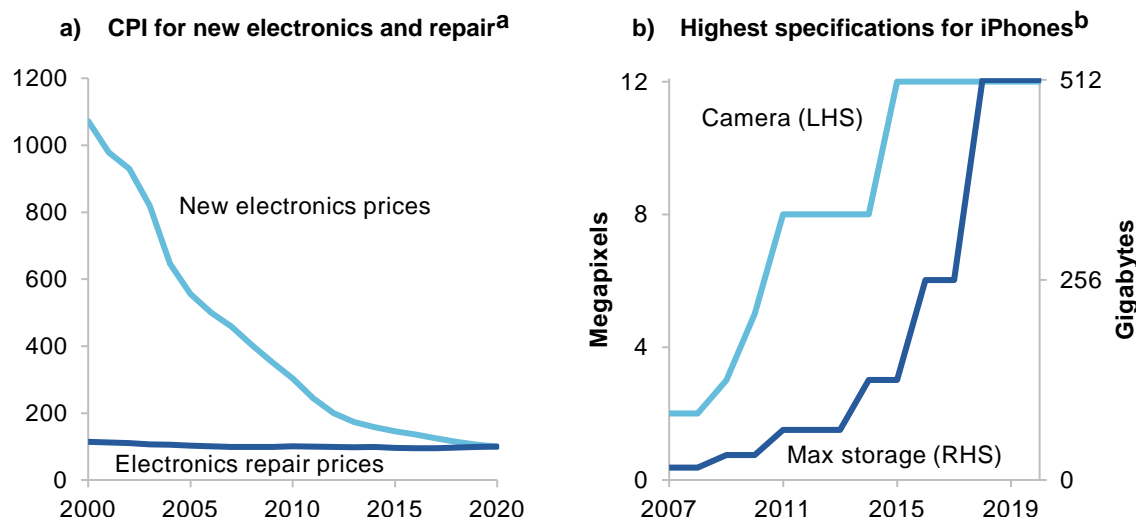 a) CPI for new electronics and repairᵃ
1200
1000
800
600
400
200
0
New electronics prices
Electronics repair prices
2000 2005 2010 2015 2020
b) Highest specifications for iPhonesᵇ
Megapixels
12
8
4
0
Camera (LHS)
Max storage (RHS)
512
256
0
Gigabytes
2007 2011 2015 2019